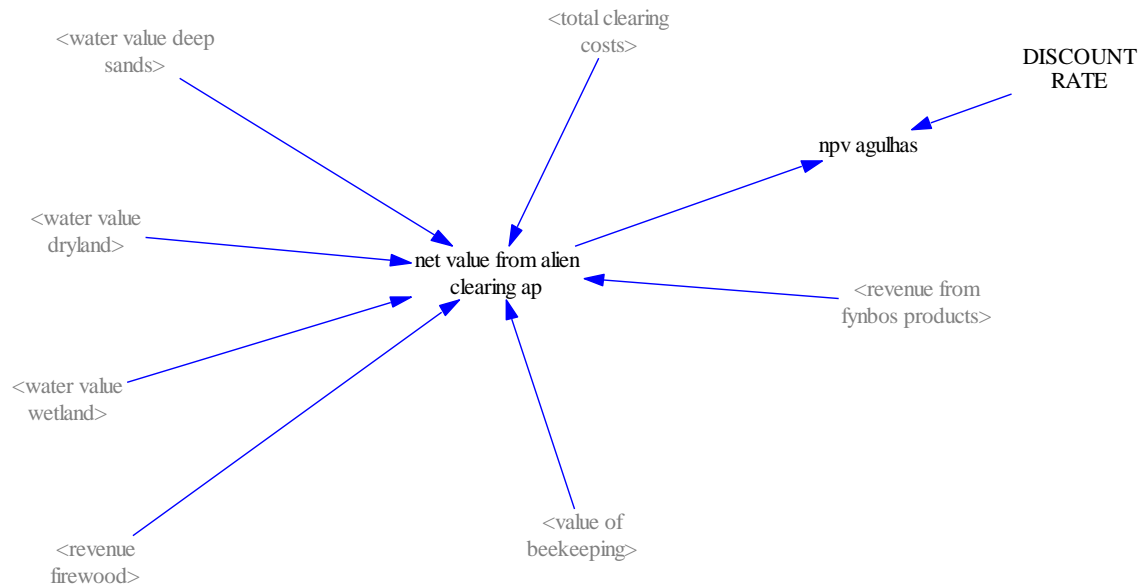 <water value deep
sands>
<total clearing
costs>
DISCOUNT
RATE
npv agulhas
<water value
dryland>
net value from alien
clearing ap
<revenue from
fynbos products>
<water value
wetland>
<value of
beekeeping>
<revenue
firewood>